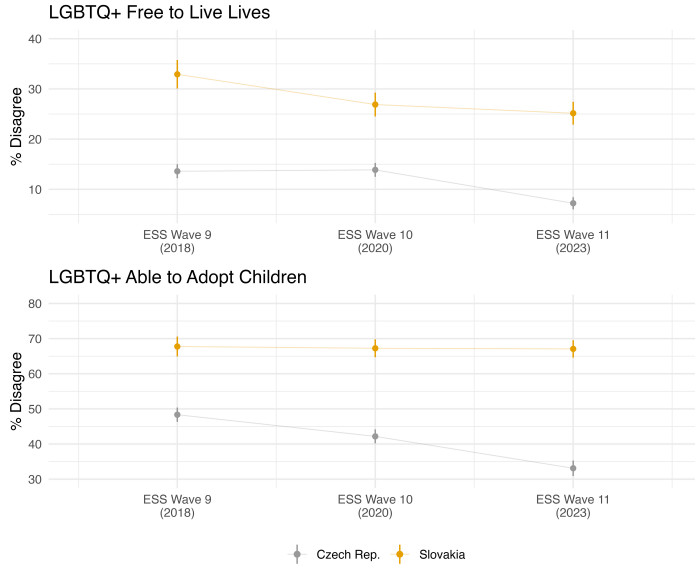 LGBTQ+ Free to Live Lives
% Disagree
40
30
20
10
ESS Wave 9
(2018)
ESS Wave 10
(2020)
ESS Wave 11
(2023)
LGBTQ+ Able to Adopt Children
% Disagree
80
70
60
50
40
30
ESS Wave 9
(2018)
ESS Wave 10
(2020)
ESS Wave 11
(2023)
Czech Rep.
Slovakia